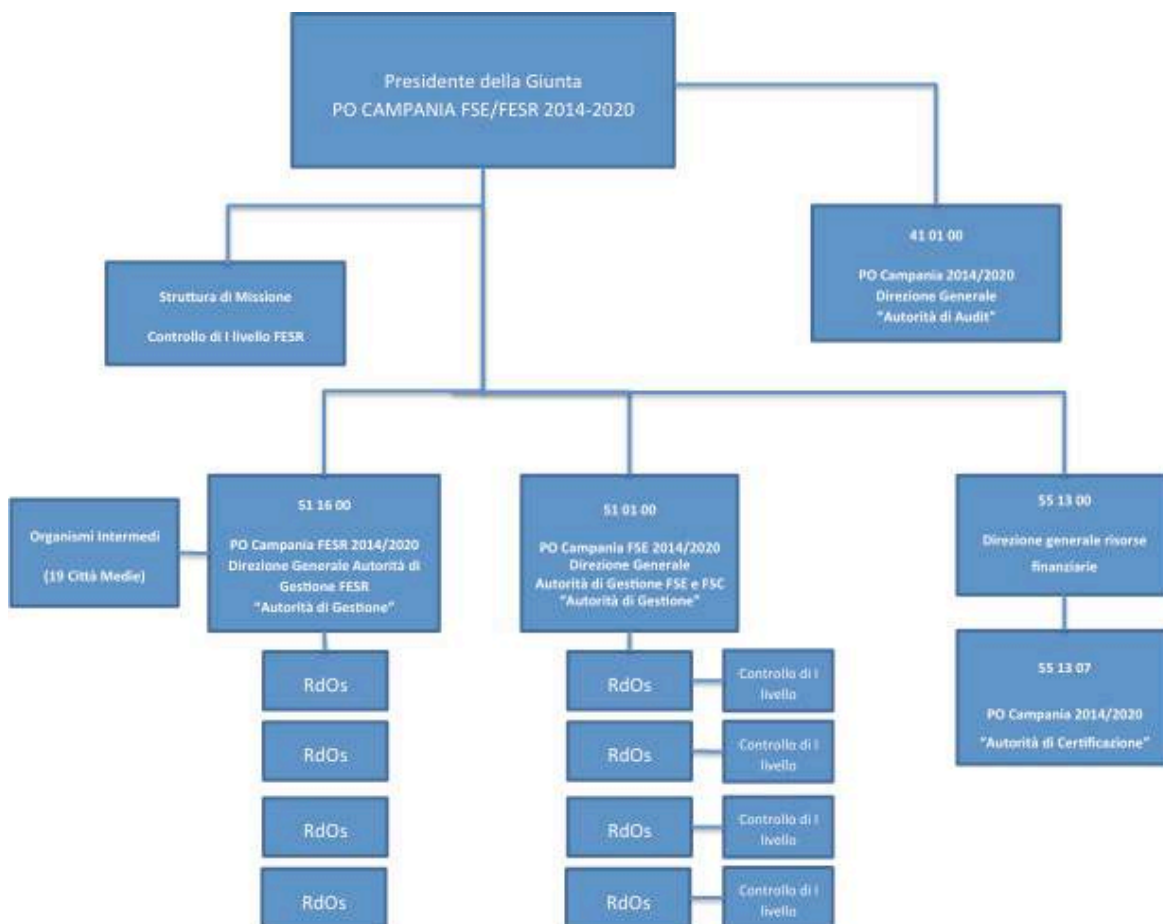 Presidente della Giunta
PO CAMPANIA FSE/FESR 2014-2020
41 01 00
PO Campania 2014/2020
Direzione Generale
"Autorità di Audit"
Struttura di Missione
Controllo di I livello FESR
Organismi Intermedi
(19 Città Medie)
51 16 00
PO Campania FESR 2014/2020
Direzione Generale Autorità di
Gestione FESR
"Autorità di Gestione"
51 01 00
PO Campania FSE 2014/2020
Direzione Generale
Autorità di Gestione FSE e FSC
"Autorità di Gestione"
55 13 00
Direzione generale risorse
finanziarie
55 13 07
PO Campania 2014/2020
"Autorità di Certificazione"
RdOs
RdOs
Controllo di I
livello
RdOs
RdOs
Controllo di I
livello
RdOs
RdOs
Controllo di I
livello
RdOs
RdOs
Controllo di I
livello